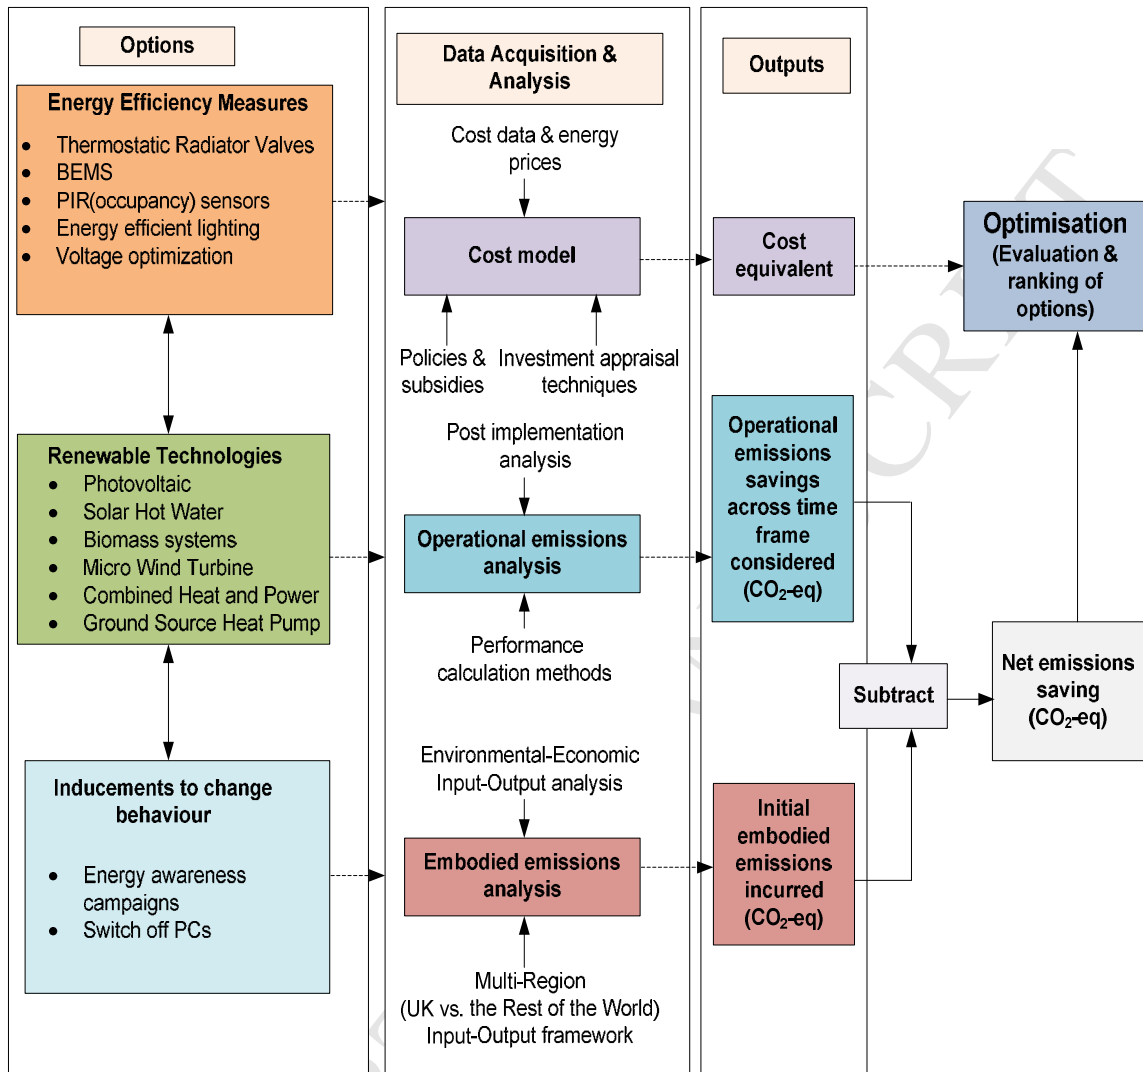 Options
Energy Efficiency Measures
• Thermostatic Radiator Valves
• BEMS
• PIR(occupancy) sensors
• Energy efficient lighting
• Voltage optimization
Renewable Technologies
• Photovoltaic
• Solar Hot Water
• Biomass systems
• Micro Wind Turbine
• Combined Heat and Power
• Ground Source Heat Pump
Inducements to change
behaviour
• Energy awareness
campaigns
• Switch off PCs
Data Acquisition &
Analysis
Cost data & energy
prices
Cost model
Policies &
subsidies
Investment appraisal
techniques
Post implementation
analysis
Operational emissions
analysis
Performance
calculation methods
Environmental-Economic
Input-Output analysis
Embodied emissions
analysis
Multi-Region
(UK vs. the Rest of the World)
Input-Output framework
Outputs
Cost
equivalent
Operational
emissions
savings
across time
frame
considered
(CO₂-eq)
Initial
embodied
emissions
incurred
(CO₂-eq)
Subtract
Net emissions
saving
(CO₂-eq)
Optimisation
(Evaluation &
ranking of
options)